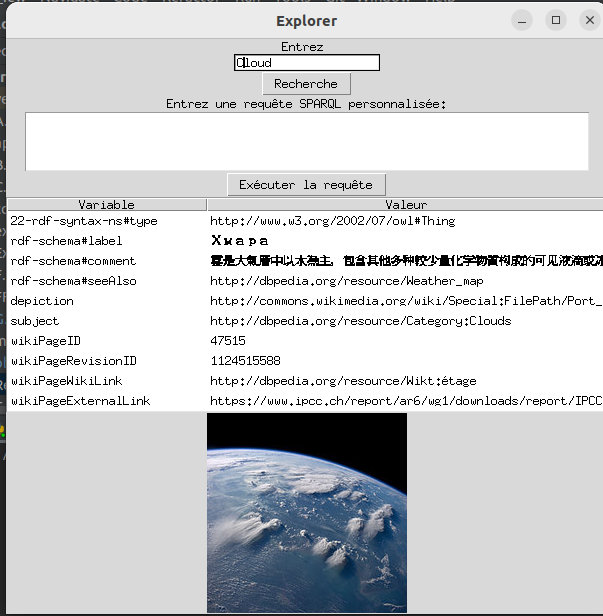 Explorer
Entrez
Cloud
Recherche
Entrez une requête SPARQL personnalisée:
Exécuter la requête
Variable Valeur
22-rdf-syntax-ns#type http://www.w3.org/2002/07/owl#Thing
rdf-schema#label Хмара
rdf-schema#comment 雲是大氣層中以水為主，包含其他多种較少量化学物質构成的可见液滴或冰
rdf-schema#seeAlso http://dbpedia.org/resource/Weather_map
depiction http://commons.wikimedia.org/wiki/Special:FilePath/Port_
subject http://dbpedia.org/resource/Category:Clouds
wikiPageID 47515
wikiPageRevisionID 1124515588
wikiPageWikiLink http://dbpedia.org/resource/Wikt:étage
wikiPageExternalLink https://www.ipcc.ch/report/ar6/wg1/downloads/report/IPCC